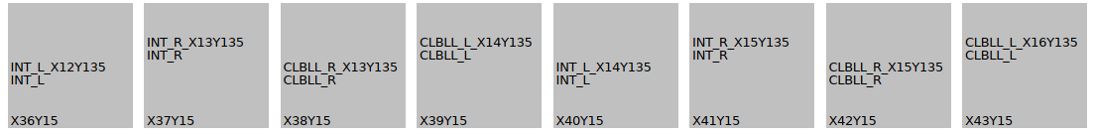 INT_L_X12Y135
INT_L
X36Y15
INT_R_X13Y135
INT_R
X37Y15
CLBLL_R_X13Y135
CLBLL_R
X38Y15
CLBLL_L_X14Y135
CLBLL_L
X39Y15
INT_L_X14Y135
INT_L
X40Y15
INT_R_X15Y135
INT_R
X41Y15
CLBLL_R_X15Y135
CLBLL_R
X42Y15
CLBLL_L_X16Y135
CLBLL_L
X43Y15